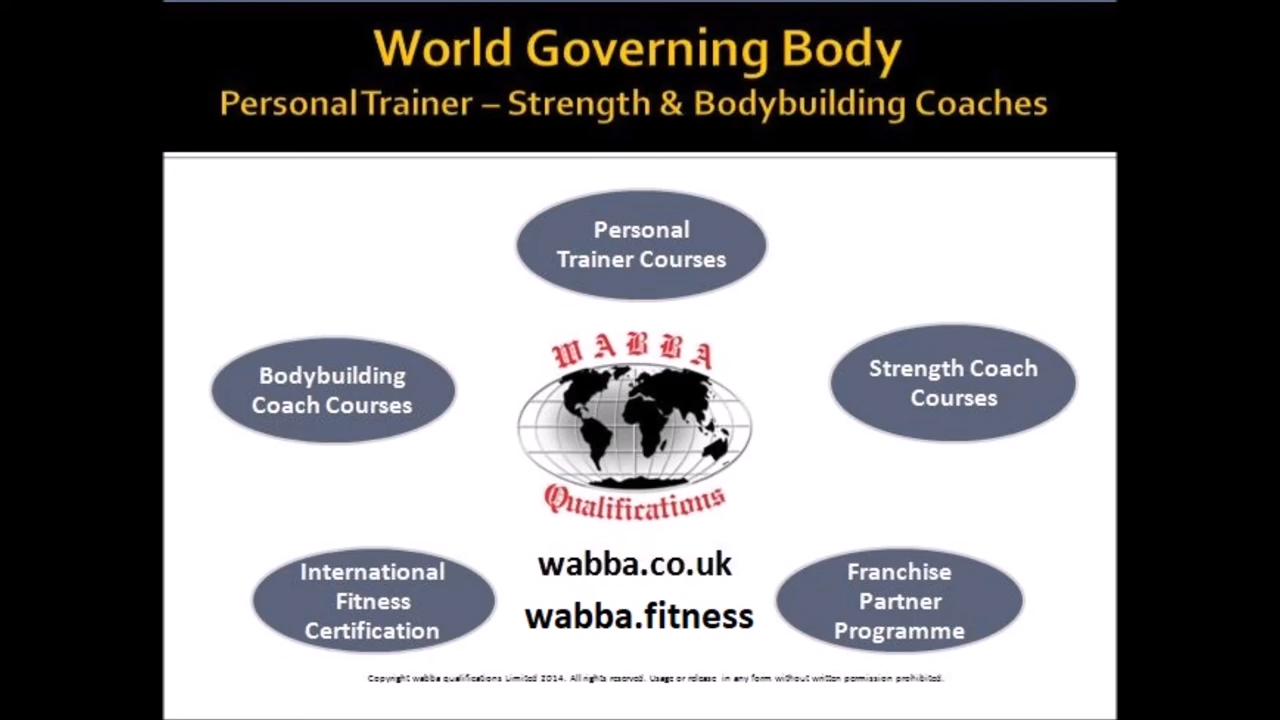 World Governing Body
Personal Trainer – Strength & Bodybuilding Coaches
Personal
Trainer Courses
Bodybuilding
Coach Courses
WABBA
Qualifications
Strength Coach
Courses
International
Fitness
Certification
wabba.co.uk
wabba.fitness
Franchise
Partner
Programme
Copyright wabba qualifications Limited 2014. All rights reserved. Usage or release in any form without written permission prohibited.